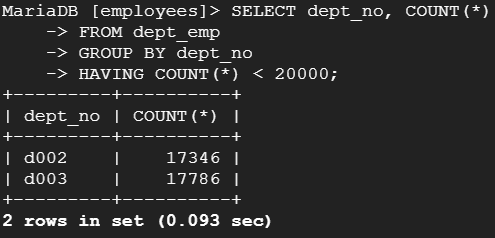 MariaDB [employees]> SELECT dept_no, COUNT(*)
    -> FROM dept_emp
    -> GROUP BY dept_no
    -> HAVING COUNT(*) < 20000;
+---------+----------+
| dept_no | COUNT(*) |
+---------+----------+
| d002    |    17346 |
| d003    |    17786 |
+---------+----------+
2 rows in set (0.093 sec)